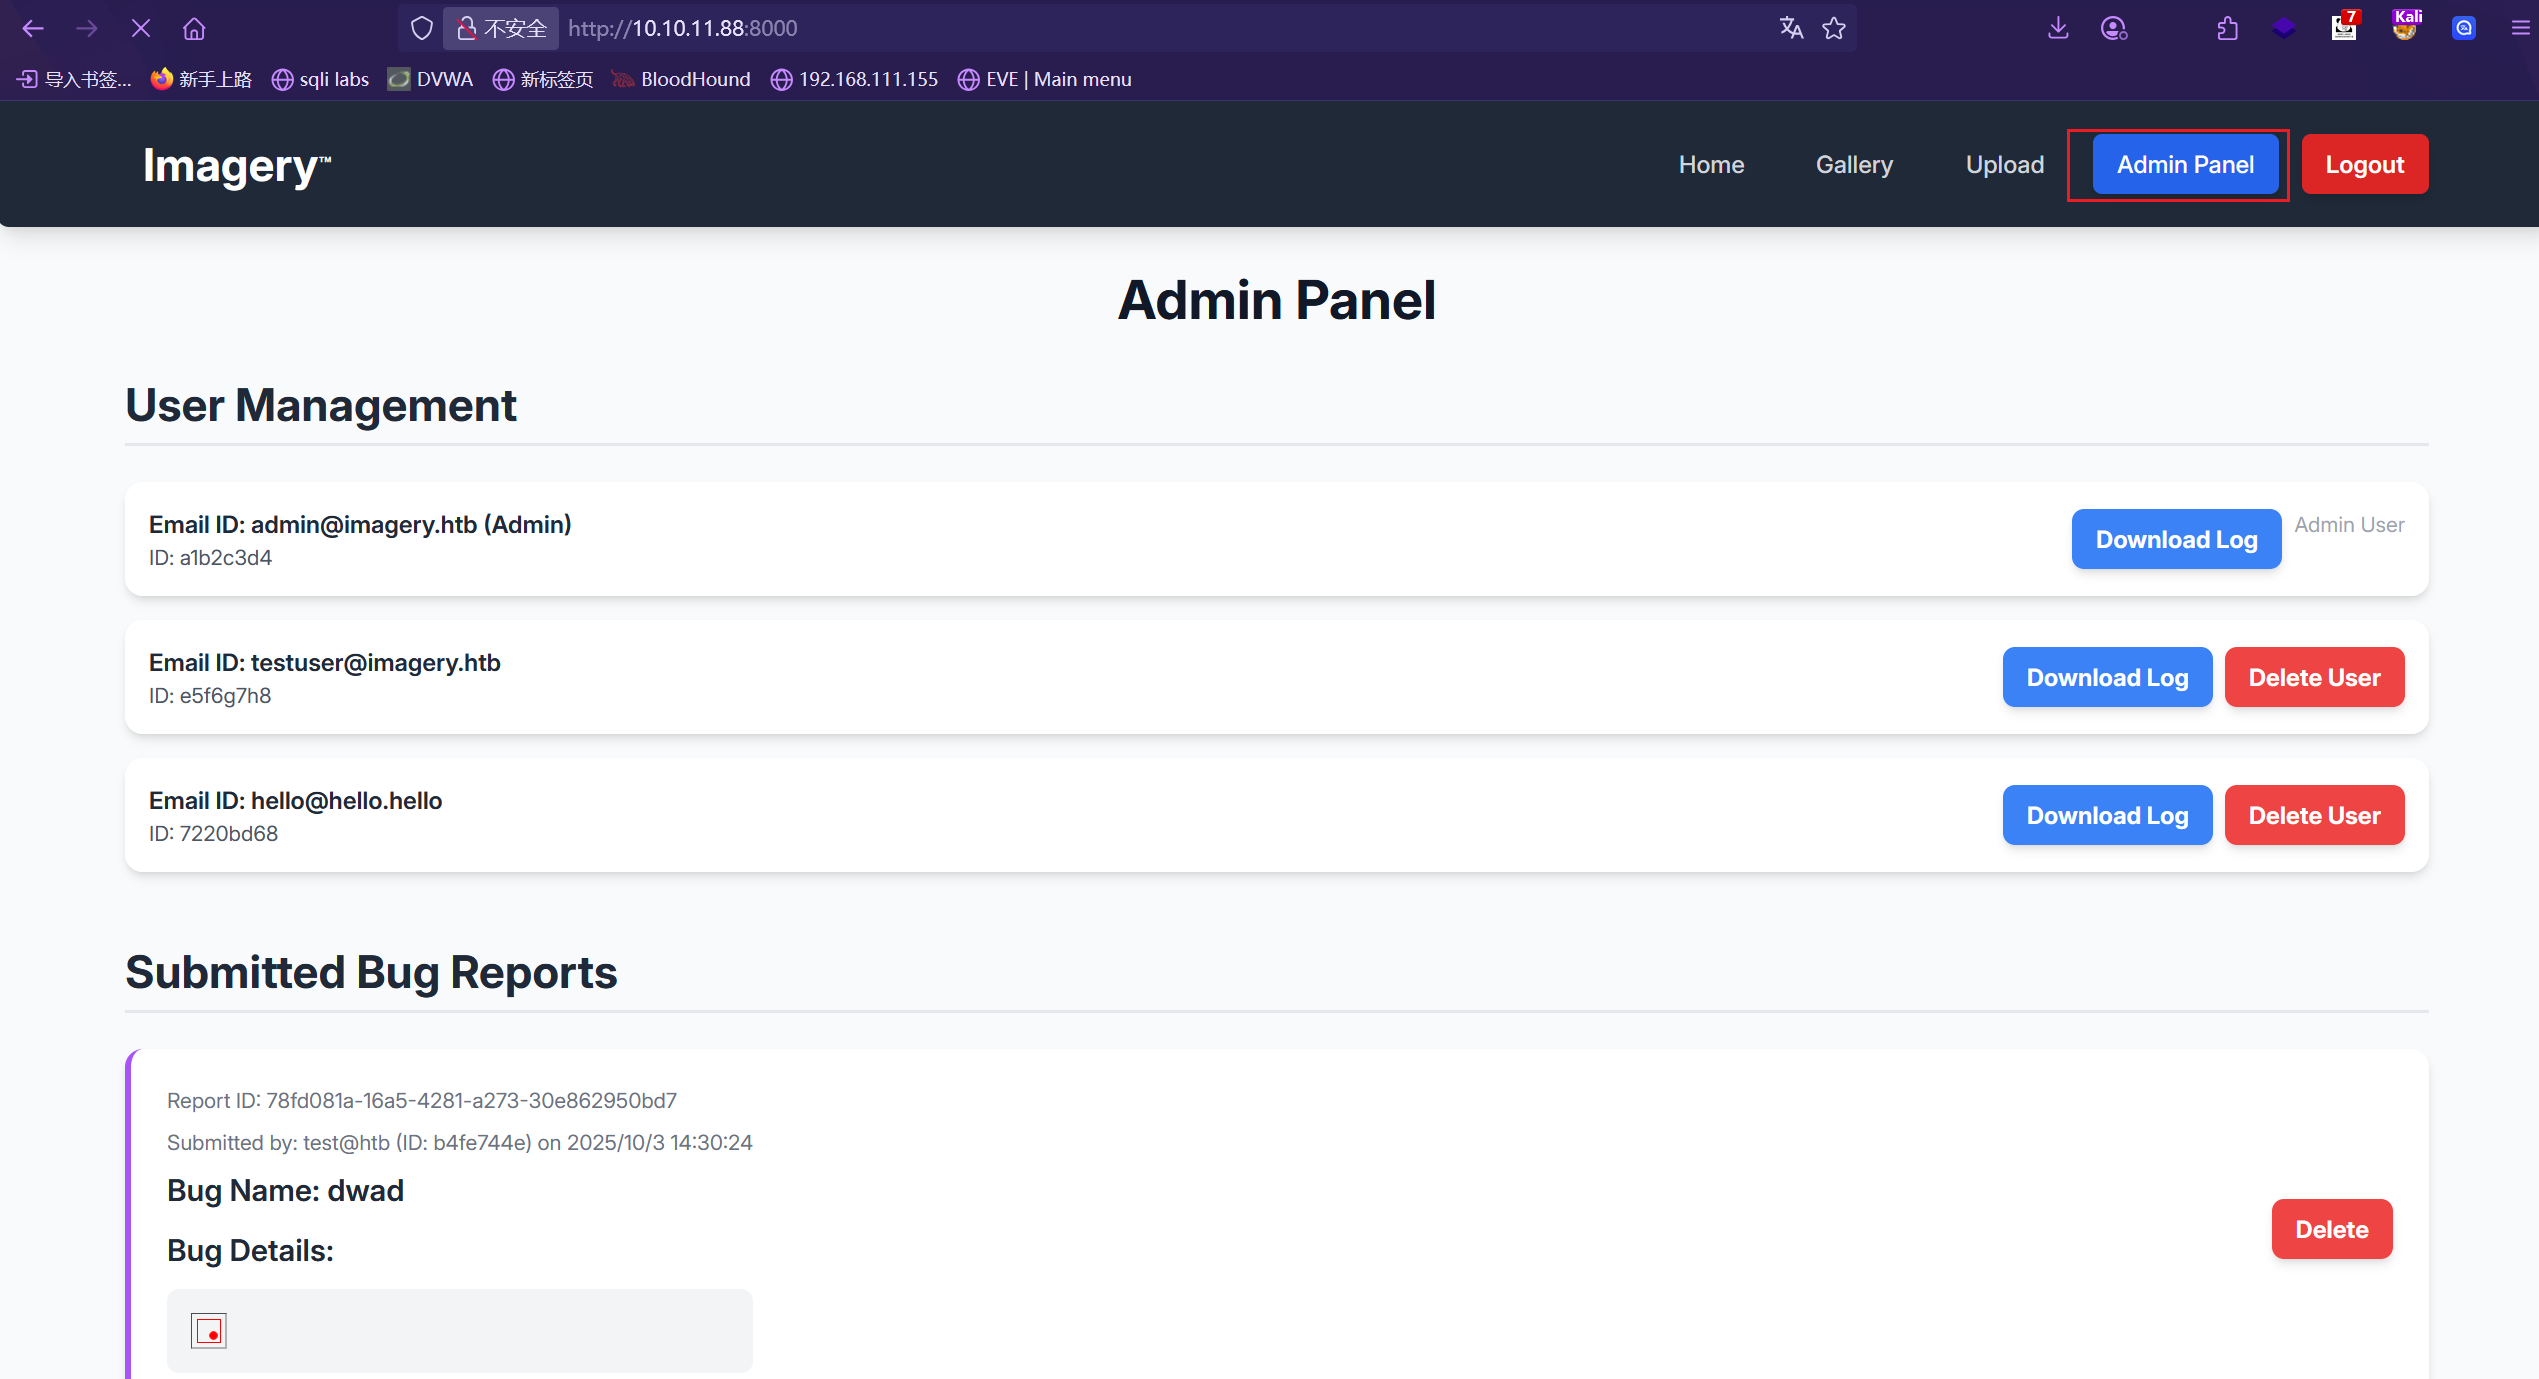 不安全 http://10.10.11.88:8000 7 Kali
导入书签... 新手上路 sqli labs DVWA 新标签页 BloodHound 192.168.111.155 EVE | Main menu
Imagery™ Home Gallery Upload Admin Panel Logout
Admin Panel
User Management
Email ID: admin@imagery.htb (Admin) Download Log Admin User
ID: a1b2c3d4
Email ID: testuser@imagery.htb Download Log Delete User
ID: e5f6g7h8
Email ID: hello@hello.hello Download Log Delete User
ID: 7220bd68
Submitted Bug Reports
Report ID: 78fd081a-16a5-4281-a273-30e862950bd7
Submitted by: test@htb (ID: b4fe744e) on 2025/10/3 14:30:24
Bug Name: dwad
Delete
Bug Details: